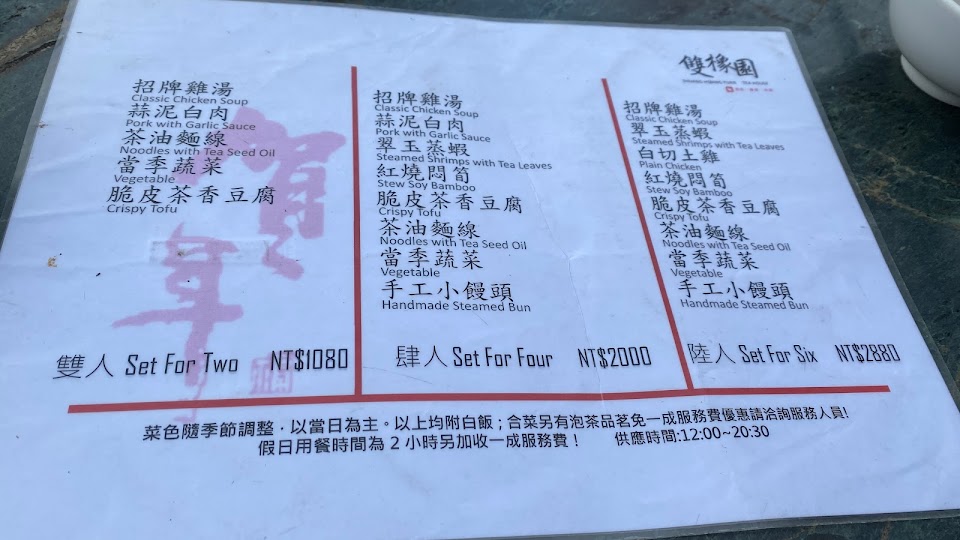 雙橡園
招牌雞湯
Classic Chicken Soup
蒜泥白肉
Pork with Garlic Sauce
茶油麵線
Noodles with Tea Seed Oil
當季蔬菜
Vegetable
脆皮茶香豆腐
Crispy Tofu
雙人 Set For Two NT$1080
招牌雞湯
Classic Chicken Soup
蒜泥白肉
Pork with Garlic Sauce
翠玉蒸蝦
Steamed Shrimps with Tea Leaves
紅燒悶筍
Stew Soy Bamboo
脆皮茶香豆腐
Crispy Tofu
茶油麵線
Noodles with Tea Seed Oil
當季蔬菜
Vegetable
手工小饅頭
Handmade Steamed Bun
肆人 Set For Four NT$2000
招牌雞湯
Classic Chicken Soup
翠玉蒸蝦
Steamed Shrimps with Tea Leaves
白切土雞
Plain Chicken
紅燒悶筍
Stew Soy Bamboo
脆皮茶香豆腐
Crispy Tofu
茶油麵線
Noodles with Tea Seed Oil
當季蔬菜
Vegetable
手工小饅頭
Handmade Steamed Bun
陸人 Set For Six NT$2880
賀年
菜色隨季節調整，以當日為主。以上均附白飯；合菜另有泡茶品茗免一成服務費優惠請洽詢服務人員!
假日用餐時間為 2 小時另加收一成服務費！ 供應時間:12:00~20:30